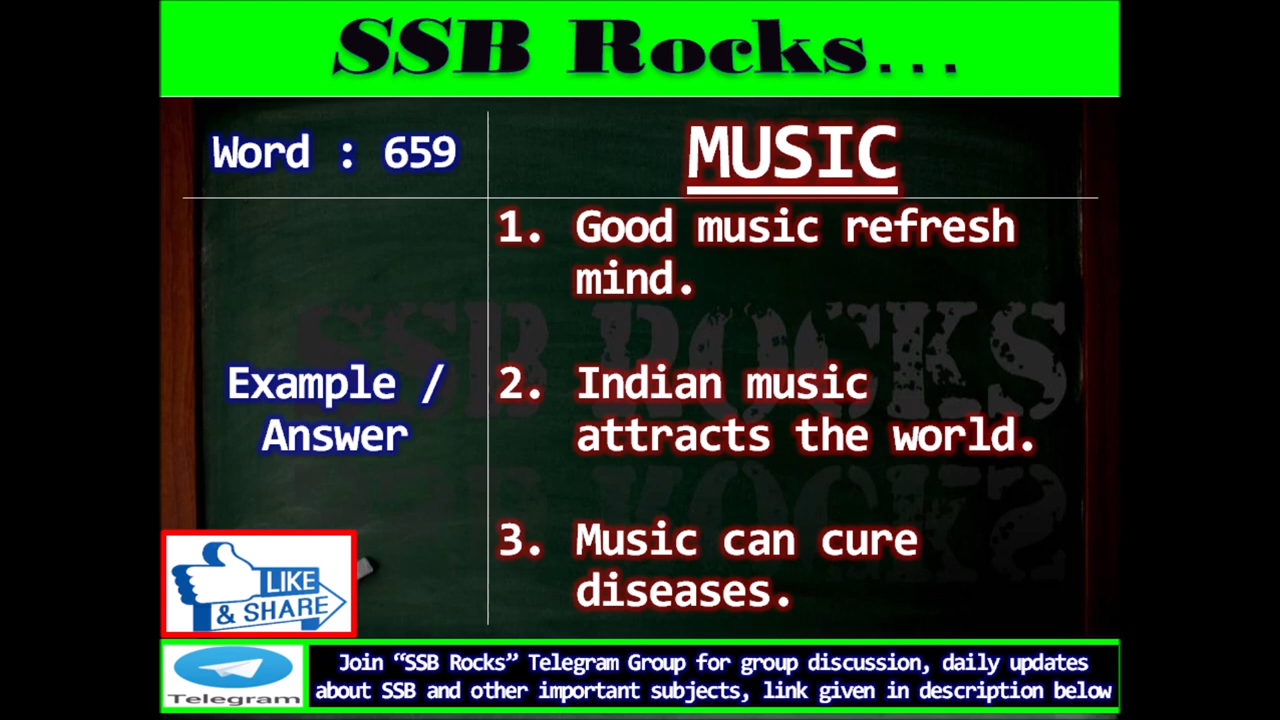 SSB Rocks...
Word : 659
MUSIC
1. Good music refresh
mind.
Example /
Answer
2. Indian music
attracts the world.
3. Music can cure
diseases.
SSB ROCKS
LIKE
& SHARE
Telegram
Join “SSB Rocks” Telegram Group for group discussion, daily updates
about SSB and other important subjects, link given in description below